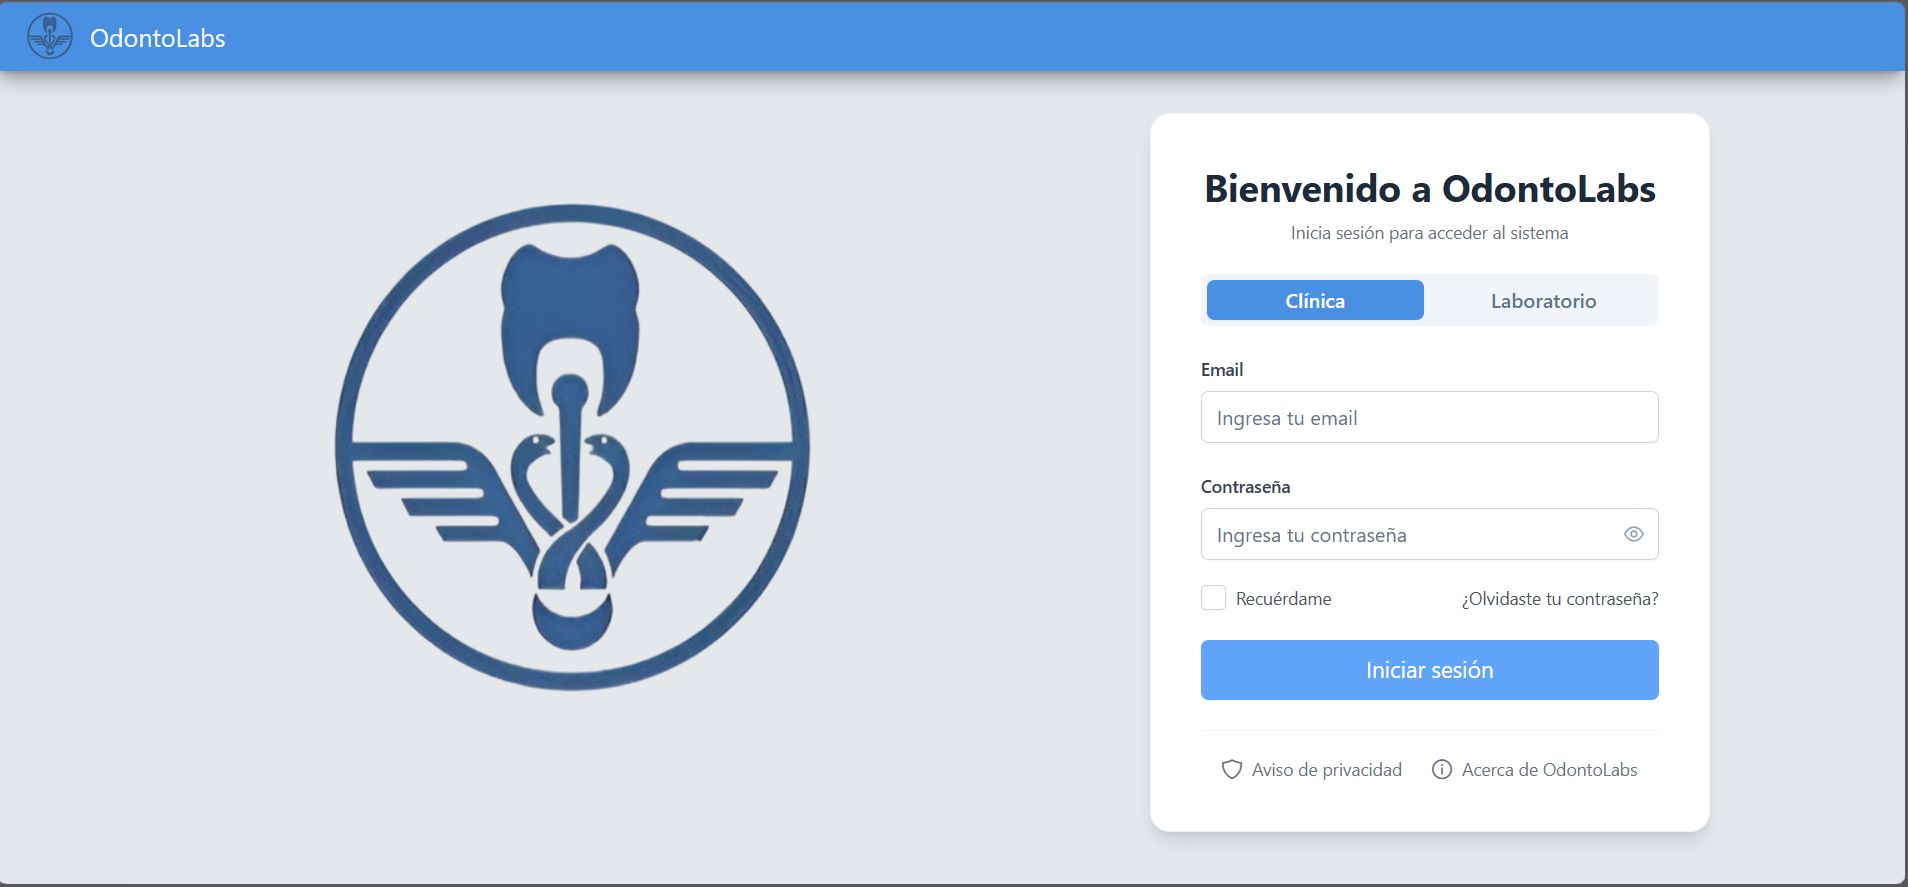 OdontoLabs
Bienvenido a OdontoLabs
Inicia sesión para acceder al sistema
Clínica Laboratorio
Email
Ingresa tu email
Contraseña
Ingresa tu contraseña
Recuérdame ¿Olvidaste tu contraseña?
Iniciar sesión
Aviso de privacidad Acerca de OdontoLabs